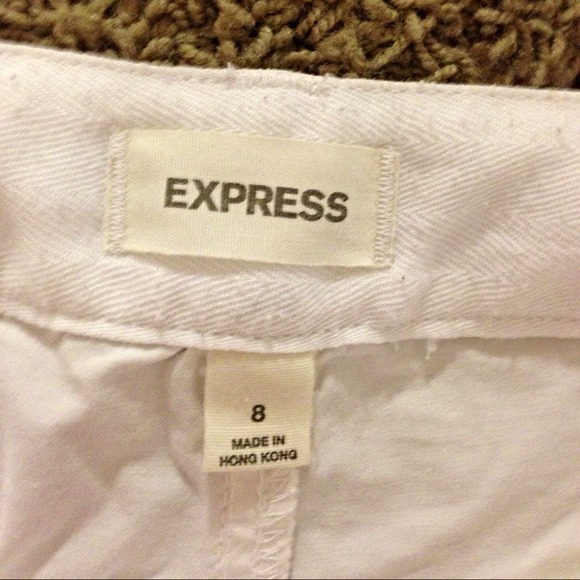 EXPRESS
8
MADE IN
HONG KONG